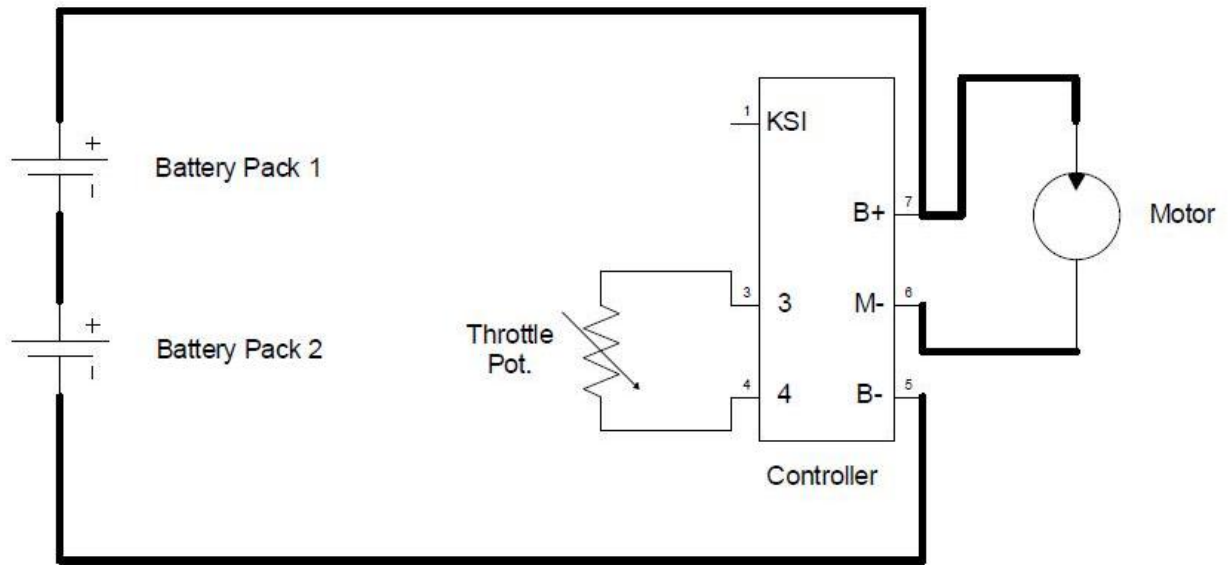 1 KSI
+
Battery Pack 1
−
B+ 7
Motor
3 3
M- 6
+
Throttle
Pot.
Battery Pack 2
−
4 4
B- 5
Controller